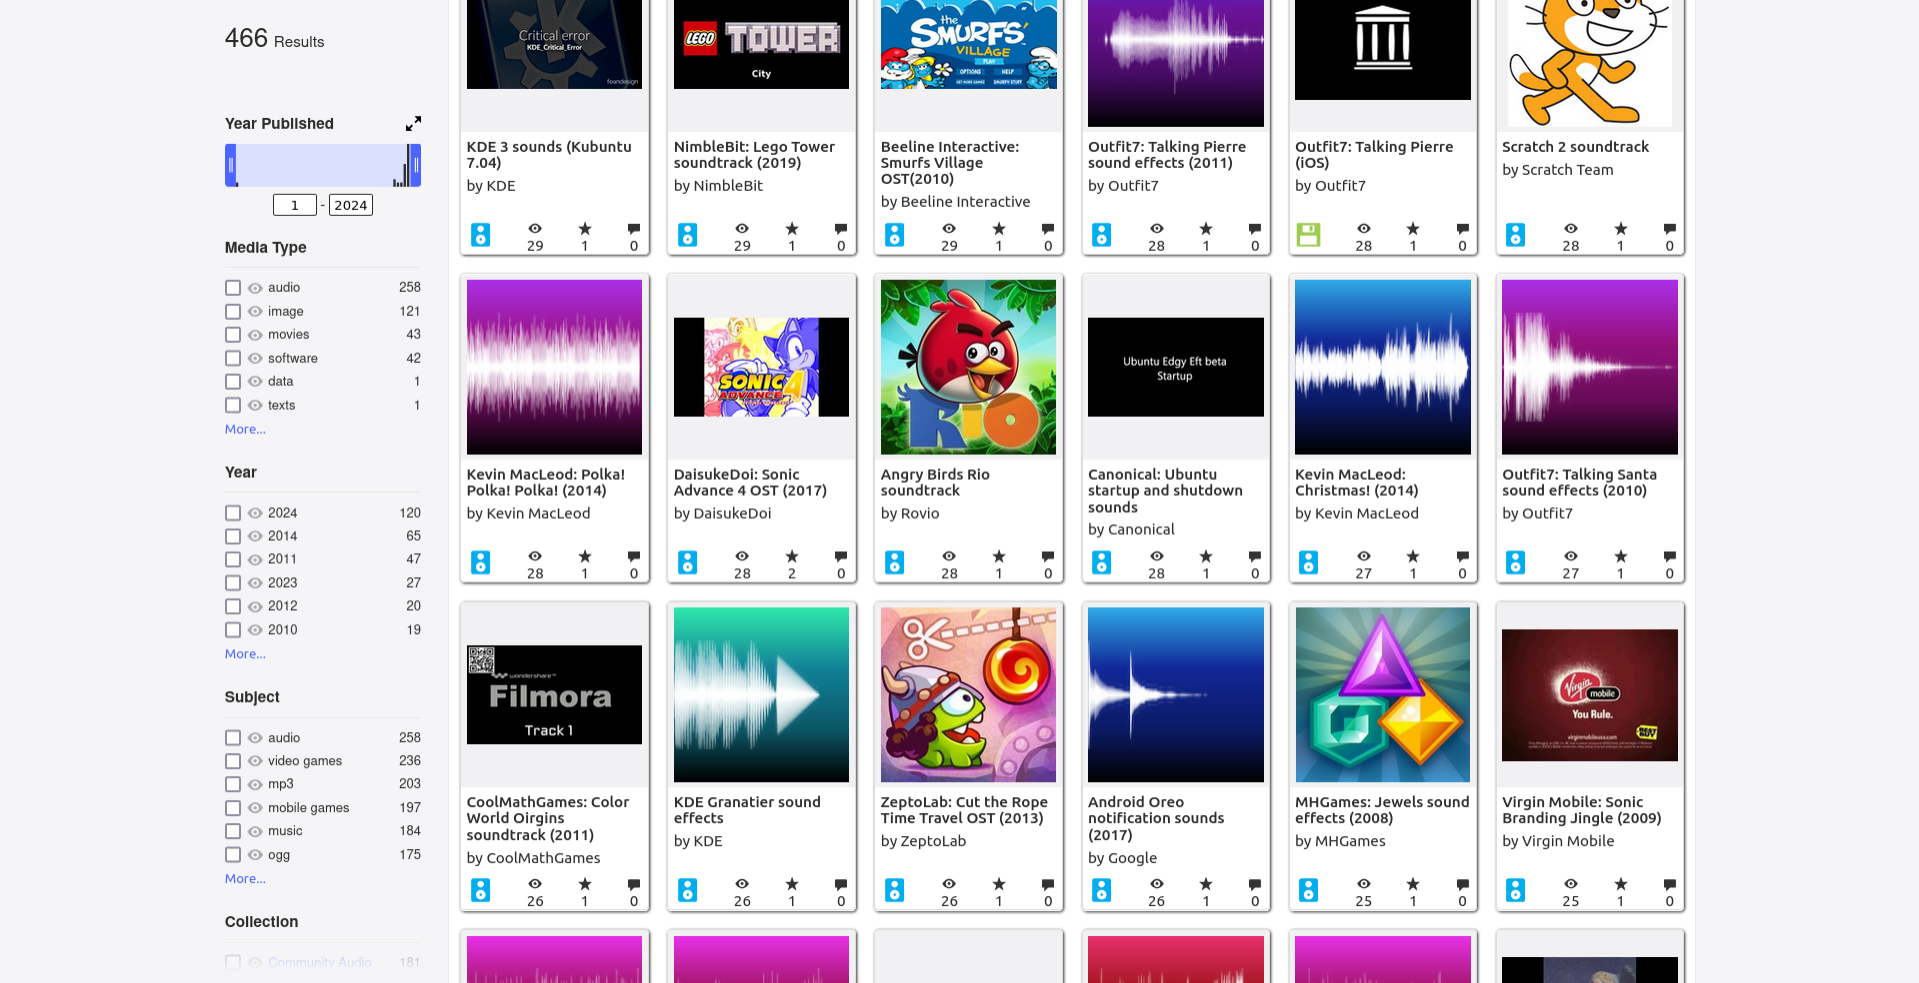 466 Results
Year Published
1 - 2024
Media Type
audio 258
image 121
movies 43
software 42
data 1
texts 1
More...
Year
2024 120
2014 65
2011 47
2023 27
2012 20
2010 19
More...
Subject
audio 258
video games 236
mp3 203
mobile games 197
music 184
ogg 175
More...
Collection
Community Audio 181
Critical error
KDE_Critical_Error
feandesign
KDE 3 sounds (Kubuntu
7.04)
by KDE
29 1 0
LEGO TOWER
City
NimbleBit: Lego Tower
soundtrack (2019)
by NimbleBit
29 1 0
the
SMURFS'
VILLAGE
PLAY
OPTIONS HELP
GET MORE GAMES SMURFY STUFF
Beeline Interactive:
Smurfs Village
OST(2010)
by Beeline Interactive
29 1 0
Outfit7: Talking Pierre
sound effects (2011)
by Outfit7
28 1 0
Outfit7: Talking Pierre
(iOS)
by Outfit7
28 1 0
Scratch 2 soundtrack
by Scratch Team
28 1 0
Kevin MacLeod: Polka!
Polka! Polka! (2014)
by Kevin MacLeod
28 1 0
SONIC
ADVANCE 4
DaisukeDoi: Sonic
Advance 4 OST (2017)
by DaisukeDoi
28 2 0
RIO
Angry Birds Rio
soundtrack
by Rovio
28 1 0
Ubuntu Edgy Eft beta
Startup
Canonical: Ubuntu
startup and shutdown
sounds
by Canonical
28 1 0
Kevin MacLeod:
Christmas! (2014)
by Kevin MacLeod
27 1 0
Outfit7: Talking Santa
sound effects (2010)
by Outfit7
27 1 0
wondershare™
Filmora
Track 1
CoolMathGames: Color
World Oirgins
soundtrack (2011)
by CoolMathGames
26 1 0
KDE Granatier sound
effects
by KDE
26 1 0
ZeptoLab: Cut the Rope
Time Travel OST (2013)
by ZeptoLab
26 1 0
Android Oreo
notification sounds
(2017)
by Google
26 1 0
MHGames: Jewels sound
effects (2008)
by MHGames
25 1 0
Virgin mobile
You Rule.
virginmobileusa.com
BEST BUY
Virgin Mobile: Sonic
Branding Jingle (2009)
by Virgin Mobile
25 1 0